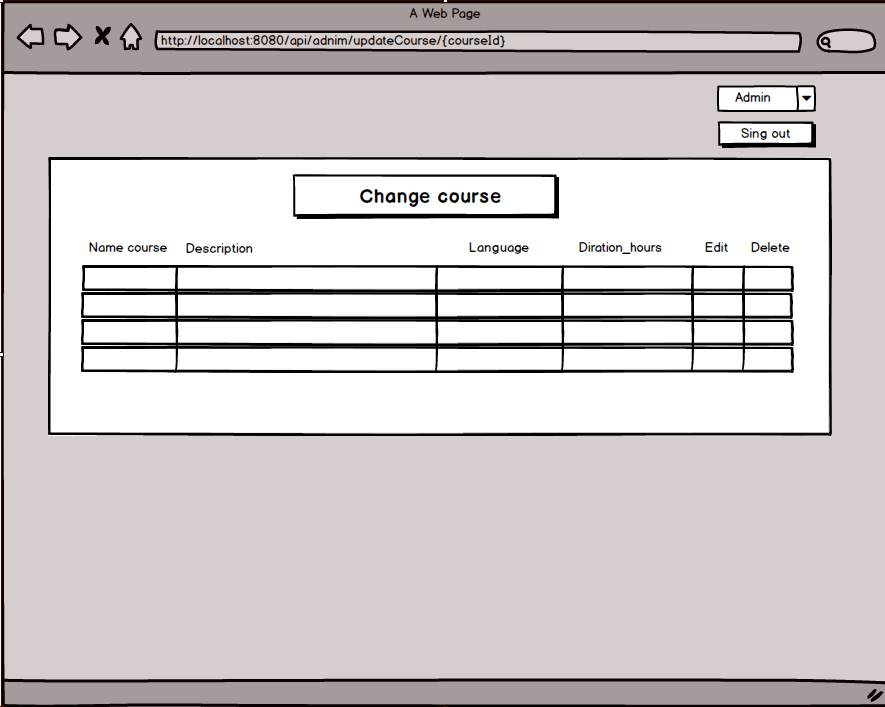 A Web Page
http://localhost:8080/api/adnim/updateCourse/{courseId}
Admin
Sing out
Change course
Name course Description Language Diration_hours Edit Delete